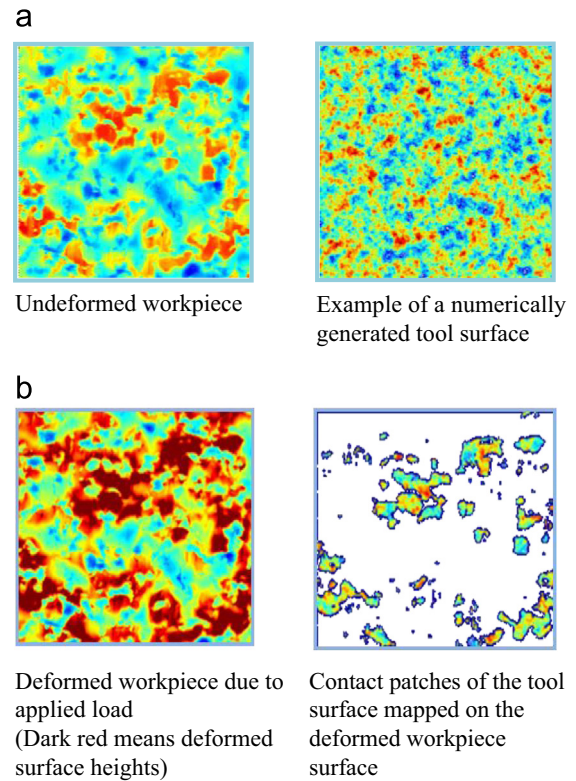 a
Undeformed workpiece
Example of a numerically
generated tool surface
b
Deformed workpiece due to
applied load
(Dark red means deformed
surface heights)
Contact patches of the tool
surface mapped on the
deformed workpiece
surface